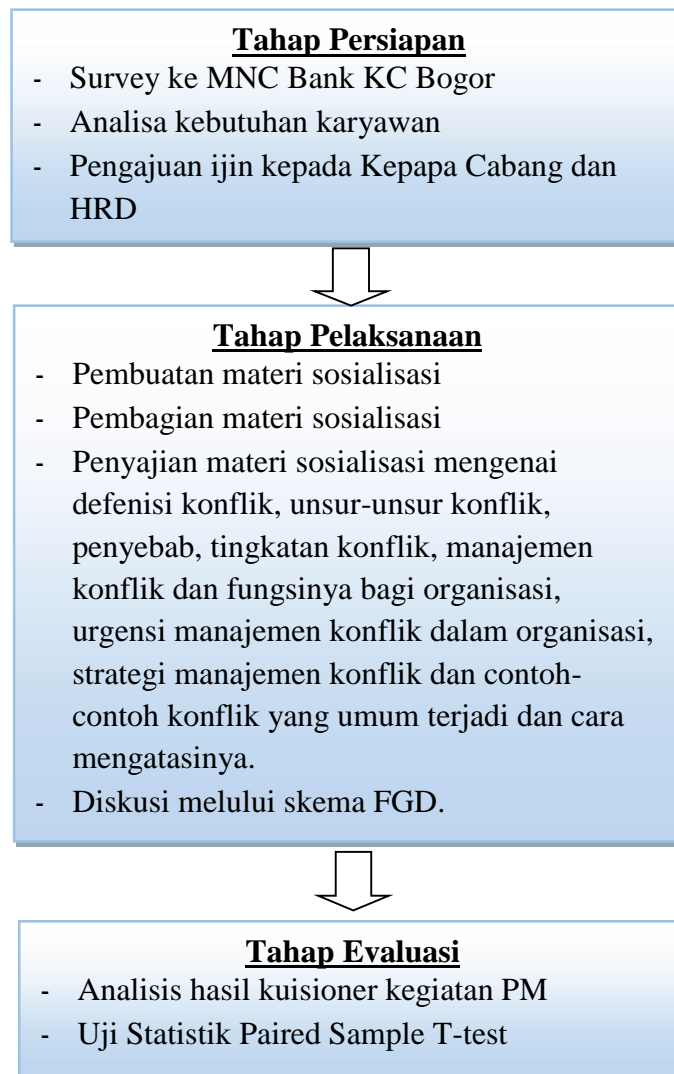 Tahap Persiapan
- Survey ke MNC Bank KC Bogor
- Analisa kebutuhan karyawan
- Pengajuan ijin kepada Kepapa Cabang dan
HRD
Tahap Pelaksanaan
- Pembuatan materi sosialisasi
- Pembagian materi sosialisasi
- Penyajian materi sosialisasi mengenai
defenisi konflik, unsur-unsur konflik,
penyebab, tingkatan konflik, manajemen
konflik dan fungsinya bagi organisasi,
urgensi manajemen konflik dalam organisasi,
strategi manajemen konflik dan contoh-
contoh konflik yang umum terjadi dan cara
mengatasinya.
- Diskusi melului skema FGD.
Tahap Evaluasi
- Analisis hasil kuisioner kegiatan PM
- Uji Statistik Paired Sample T-test